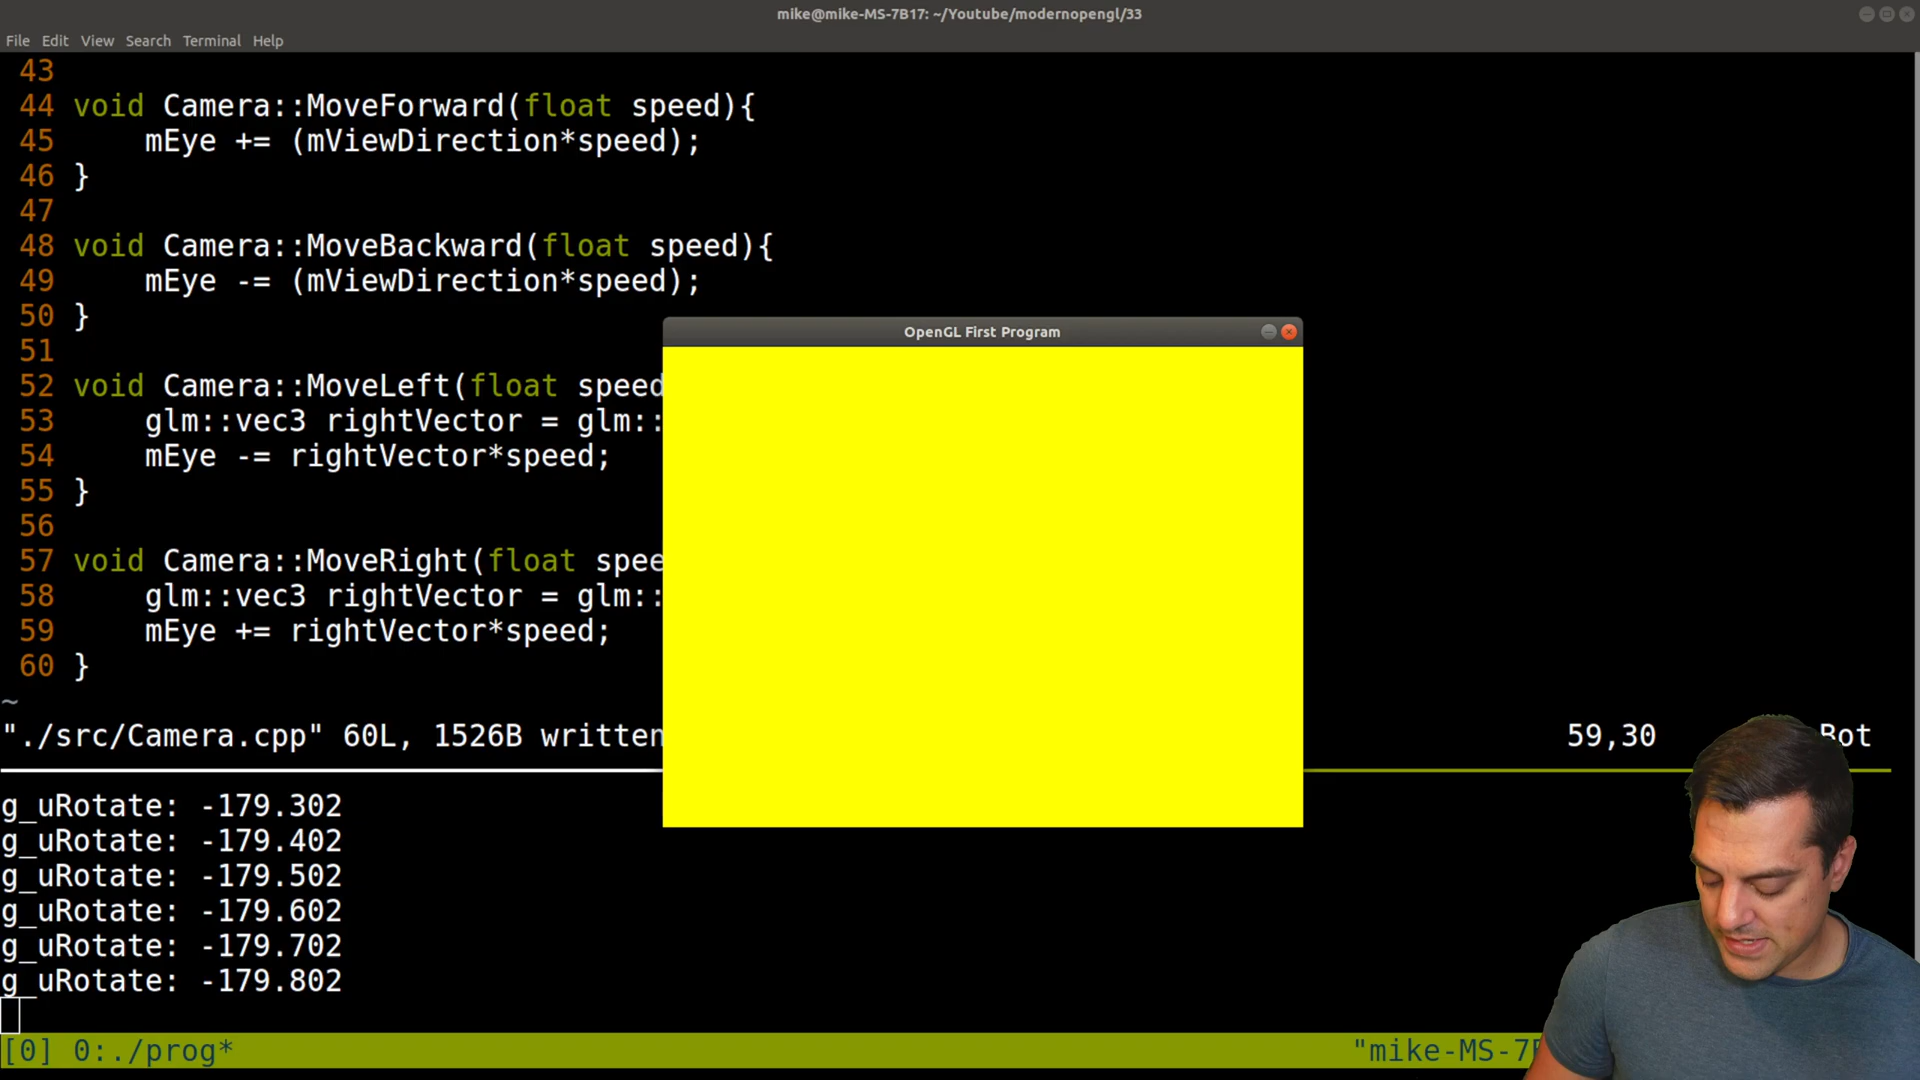 mike@mike-MS-7B17: ~/Youtube/modernopengl/33
File Edit View Search Terminal Help
43
44 void Camera::MoveForward(float speed){
45     mEye += (mViewDirection*speed);
46 }
47
48 void Camera::MoveBackward(float speed){
49     mEye -= (mViewDirection*speed);
50 }
51
52 void Camera::MoveLeft(float speed
53     glm::vec3 rightVector = glm::
54     mEye -= rightVector*speed;
55 }
56
57 void Camera::MoveRight(float spee
58     glm::vec3 rightVector = glm::
59     mEye += rightVector*speed;
60 }
~
OpenGL First Program
"./src/Camera.cpp" 60L, 1526B written
59,30 Bot
g_uRotate: -179.302
g_uRotate: -179.402
g_uRotate: -179.502
g_uRotate: -179.602
g_uRotate: -179.702
g_uRotate: -179.802
[0] 0:./prog* "mike-MS-7